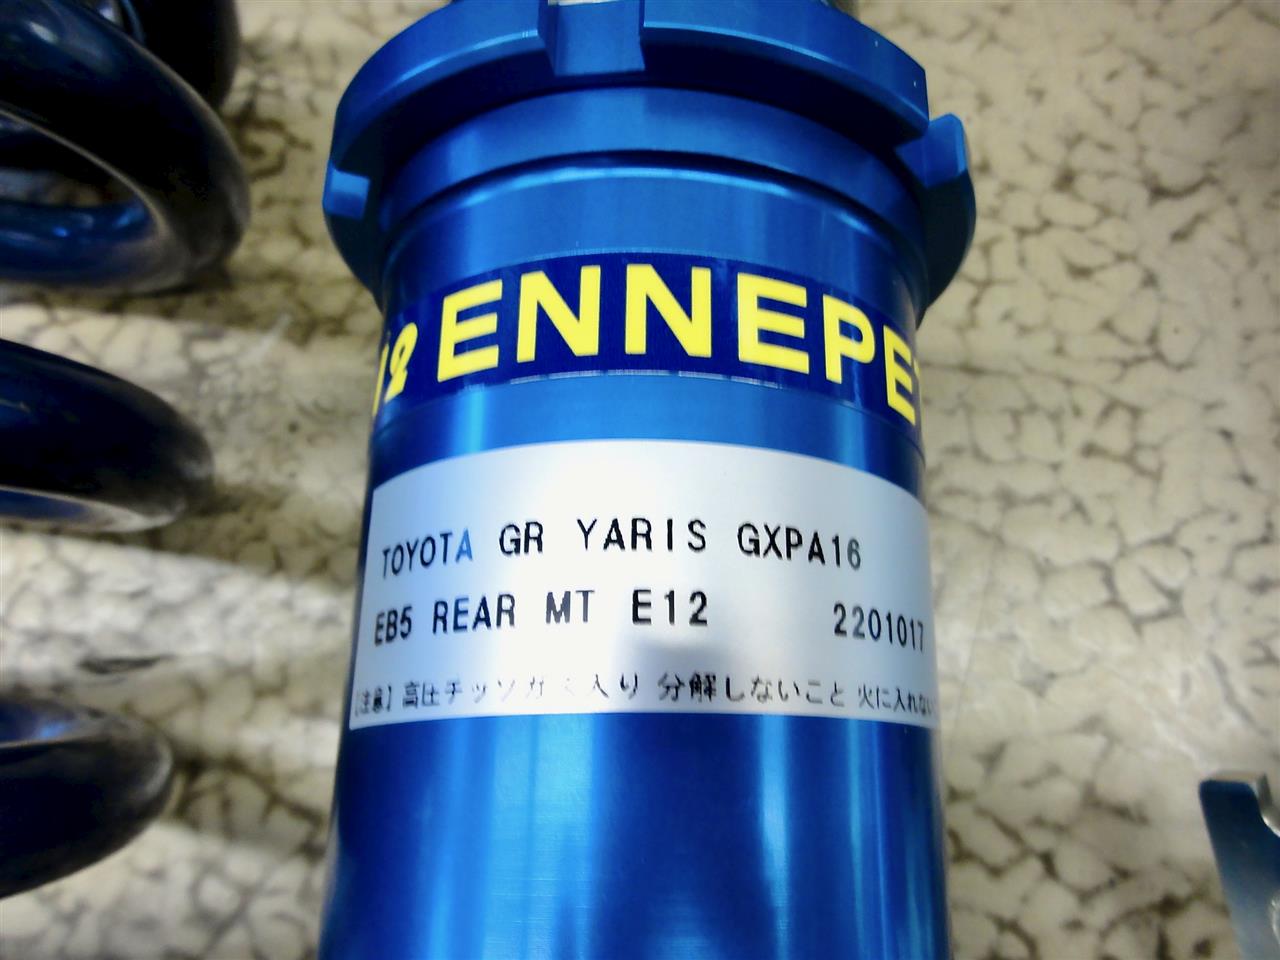 ENNEPE
TOYOTA GR YARIS GXPA16
EB5 REAR MT E12 2201017
【注意】高圧チッソガス入り 分解しないこと 火に入れない